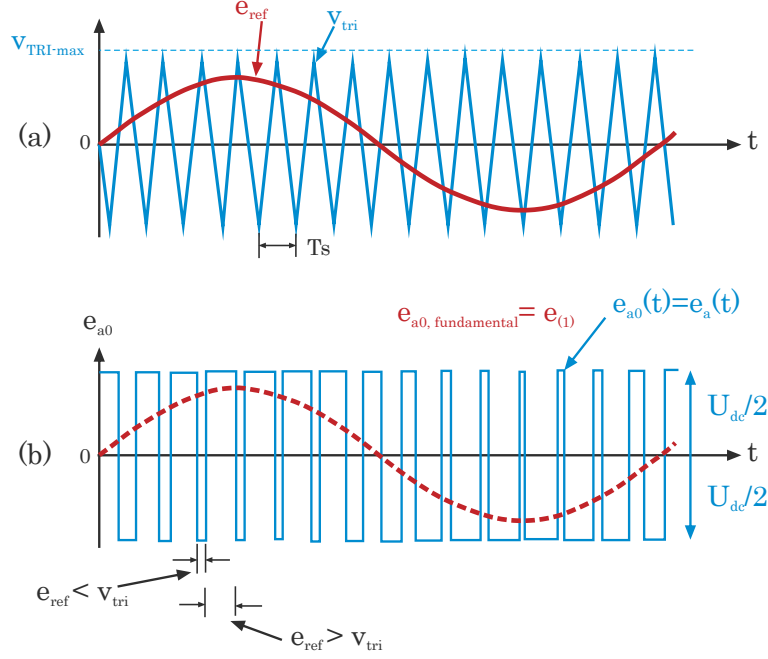 e_ref
v_tri
v_TRI-max
(a)
0
t
Ts
e_a0
e_a0, fundamental = e_(1)
e_a0(t)=e_a(t)
U_dc/2
(b)
0
t
U_dc/2
e_ref < v_tri
e_ref > v_tri